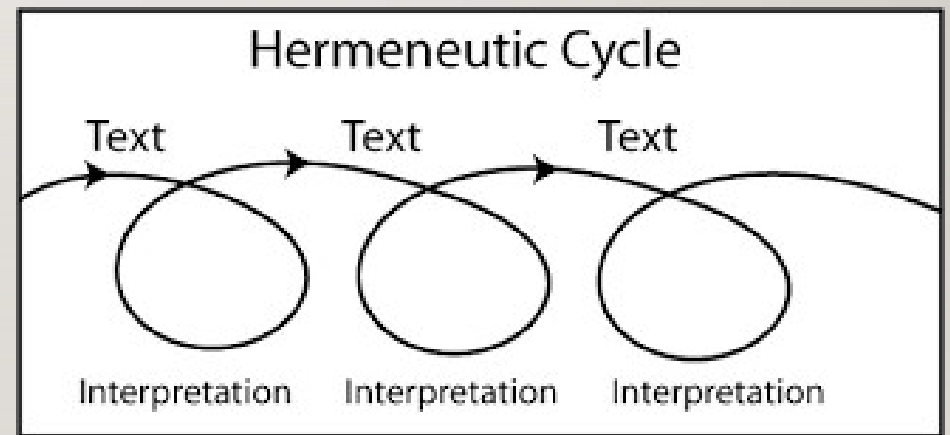 Hermeneutic Cycle
Text Text Text
Interpretation Interpretation Interpretation